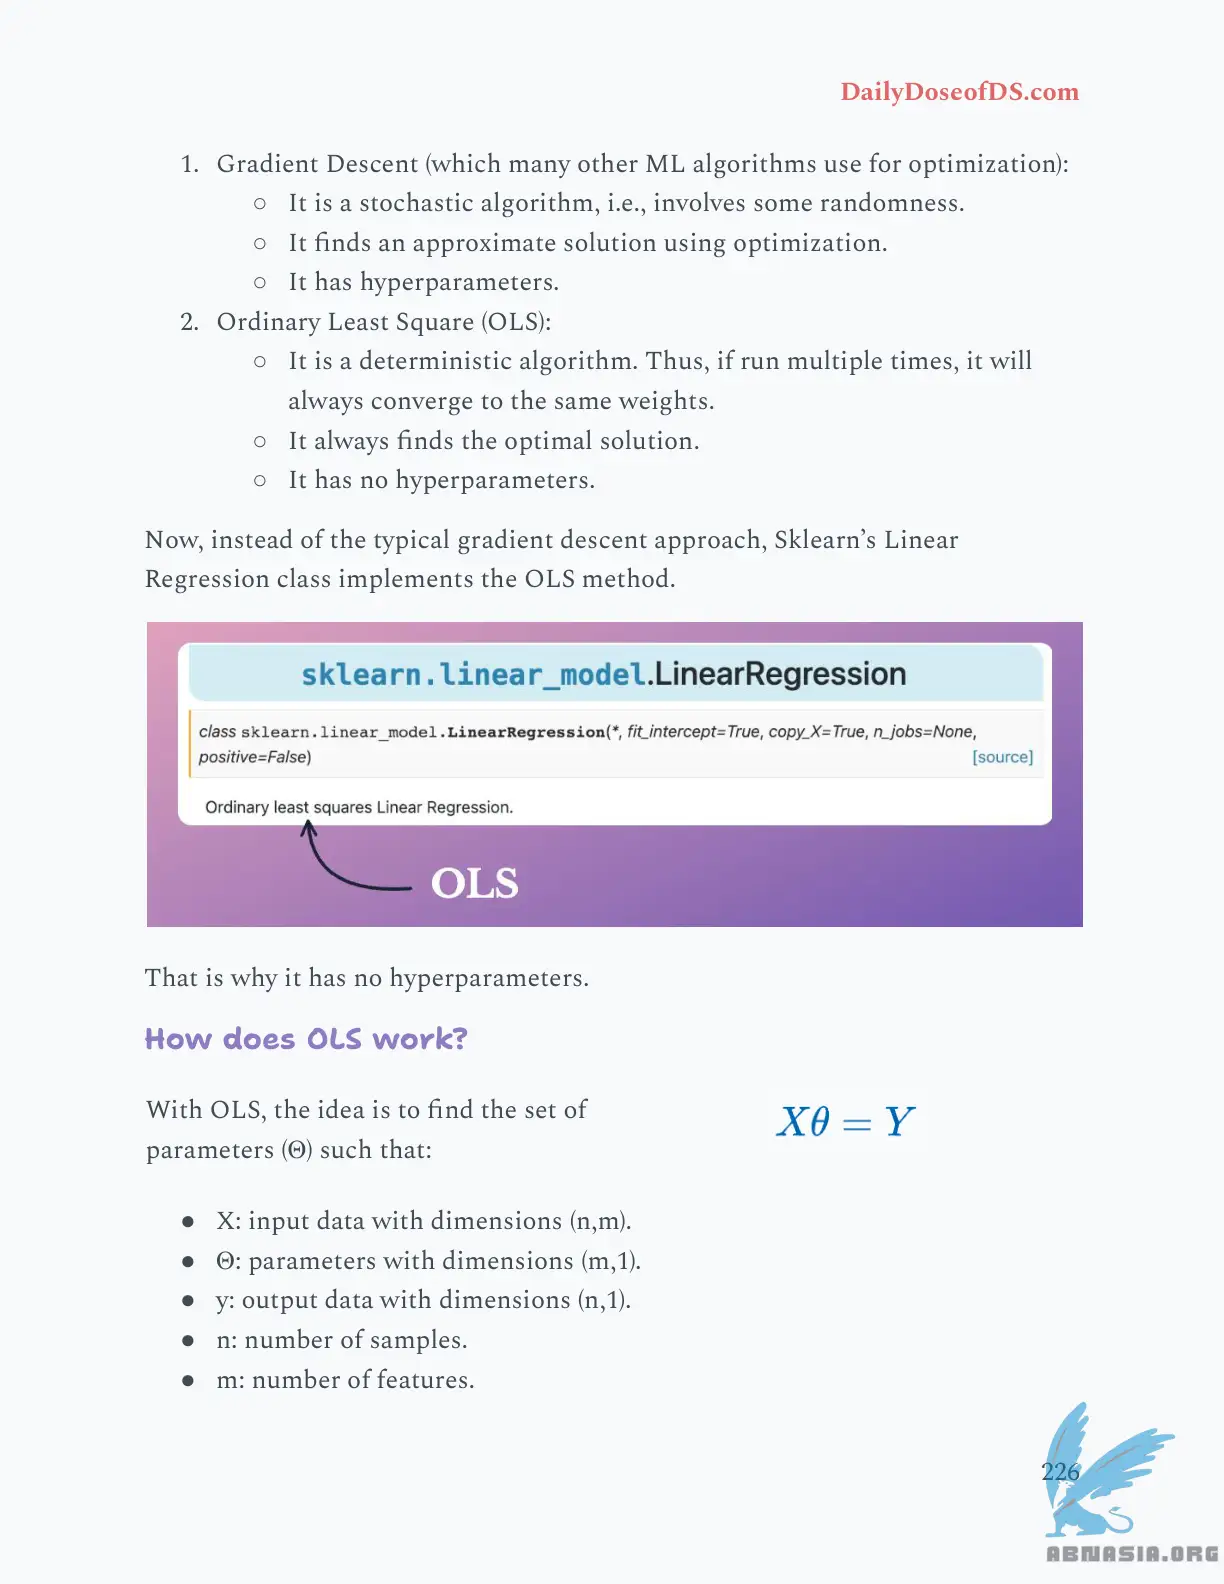 DailyDoseofDS.com
1. Gradient Descent (which many other ML algorithms use for optimization):
○ It is a stochastic algorithm, i.e., involves some randomness.
○ It finds an approximate solution using optimization.
○ It has hyperparameters.
2. Ordinary Least Square (OLS):
○ It is a deterministic algorithm. Thus, if run multiple times, it will
always converge to the same weights.
○ It always finds the optimal solution.
○ It has no hyperparameters.
Now, instead of the typical gradient descent approach, Sklearn’s Linear
Regression class implements the OLS method.
sklearn.linear_model.LinearRegression
class sklearn.linear_model.LinearRegression(*, fit_intercept=True, copy_X=True, n_jobs=None,
positive=False) [source]
Ordinary least squares Linear Regression.
OLS
That is why it has no hyperparameters.
How does OLS work?
With OLS, the idea is to find the set of
parameters (Θ) such that:
Xθ = Y
● X: input data with dimensions (n,m).
● Θ: parameters with dimensions (m,1).
● y: output data with dimensions (n,1).
● n: number of samples.
● m: number of features.
226
ABNASIA.ORG